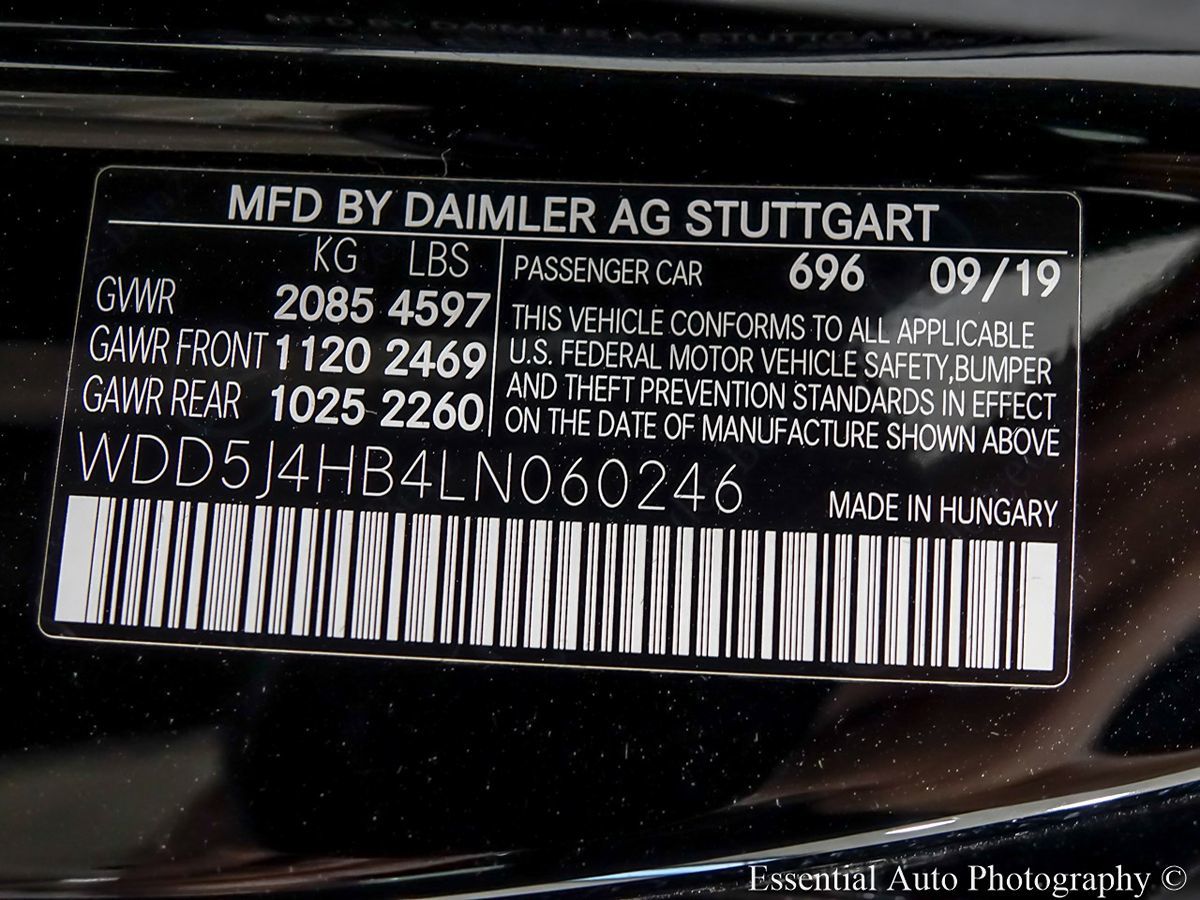 MFD BY DAIMLER AG STUTTGART
KG LBS
GVWR 2085 4597
GAWR FRONT 1120 2469
GAWR REAR 1025 2260
PASSENGER CAR 696 09/19
THIS VEHICLE CONFORMS TO ALL APPLICABLE
U.S. FEDERAL MOTOR VEHICLE SAFETY,BUMPER
AND THEFT PREVENTION STANDARDS IN EFFECT
ON THE DATE OF MANUFACTURE SHOWN ABOVE
WDD5J4HB4LN060246
MADE IN HUNGARY
Essential Auto Photography ©